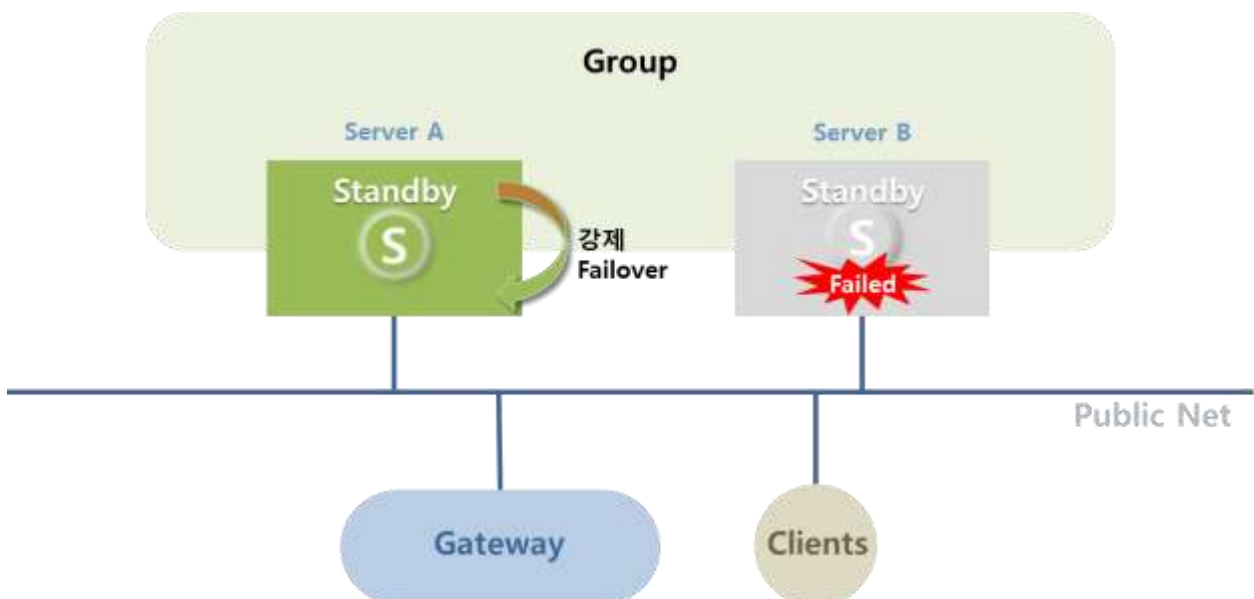 Group
Server A
Server B
Standby
S
강제
Failover
Standby
S
Failed
Public Net
Gateway
Clients